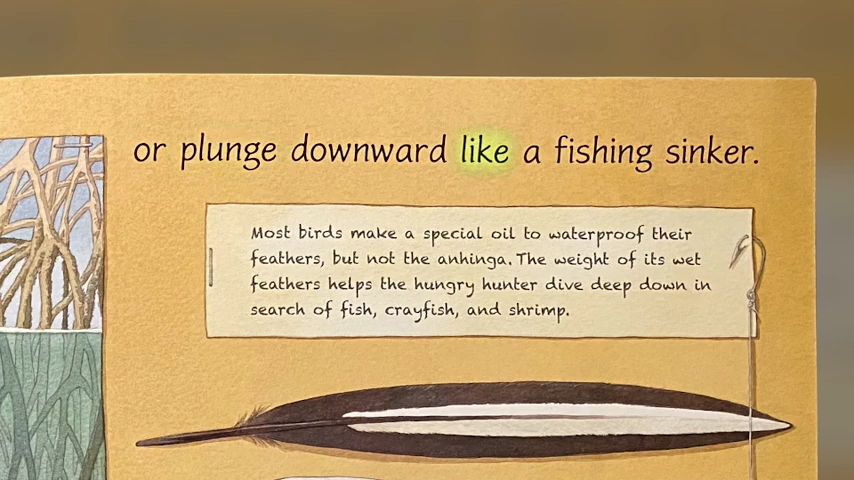 or plunge downward like a fishing sinker.
Most birds make a special oil to waterproof their
feathers, but not the anhinga. The weight of its wet
feathers helps the hungry hunter dive deep down in
search of fish, crayfish, and shrimp.